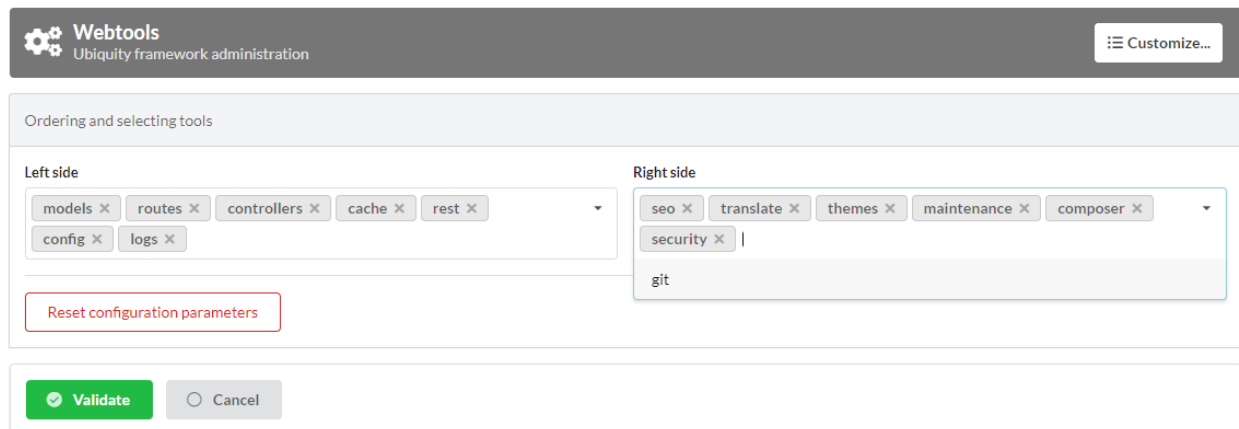 Webtools
Ubiquity framework administration
Customize...
Ordering and selecting tools
Left side
models routes controllers cache rest
config logs
Right side
seo translate themes maintenance composer
security
git
Reset configuration parameters
Validate
Cancel